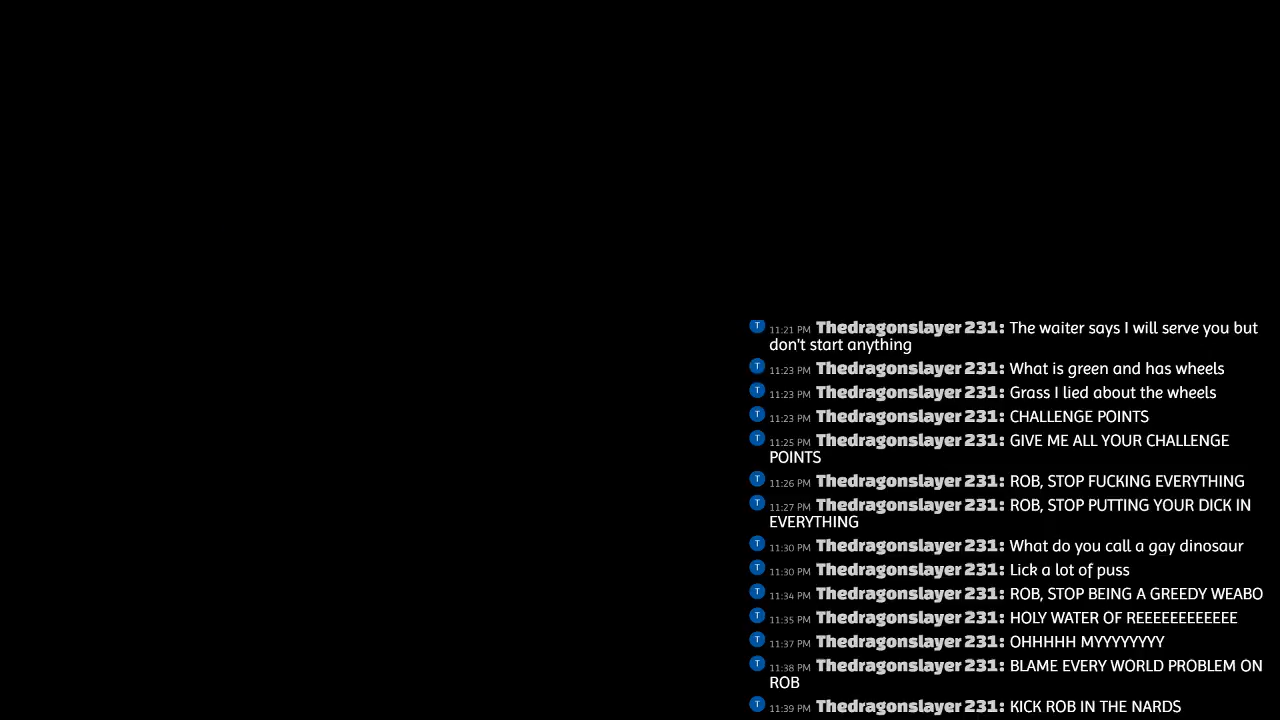 T 11:21 PM Thedragonslayer231: The waiter says I will serve you but
don't start anything
T 11:23 PM Thedragonslayer231: What is green and has wheels
T 11:23 PM Thedragonslayer231: Grass I lied about the wheels
T 11:23 PM Thedragonslayer231: CHALLENGE POINTS
T 11:25 PM Thedragonslayer231: GIVE ME ALL YOUR CHALLENGE
POINTS
T 11:26 PM Thedragonslayer231: ROB, STOP FUCKING EVERYTHING
T 11:27 PM Thedragonslayer231: ROB, STOP PUTTING YOUR DICK IN
EVERYTHING
T 11:30 PM Thedragonslayer231: What do you call a gay dinosaur
T 11:30 PM Thedragonslayer231: Lick a lot of puss
T 11:34 PM Thedragonslayer231: ROB, STOP BEING A GREEDY WEABO
T 11:35 PM Thedragonslayer231: HOLY WATER OF REEEEEEEEEEE
T 11:37 PM Thedragonslayer231: OHHHHH MYYYYYYYY
T 11:38 PM Thedragonslayer231: BLAME EVERY WORLD PROBLEM ON
ROB
T 11:39 PM Thedragonslayer231: KICK ROB IN THE NARDS